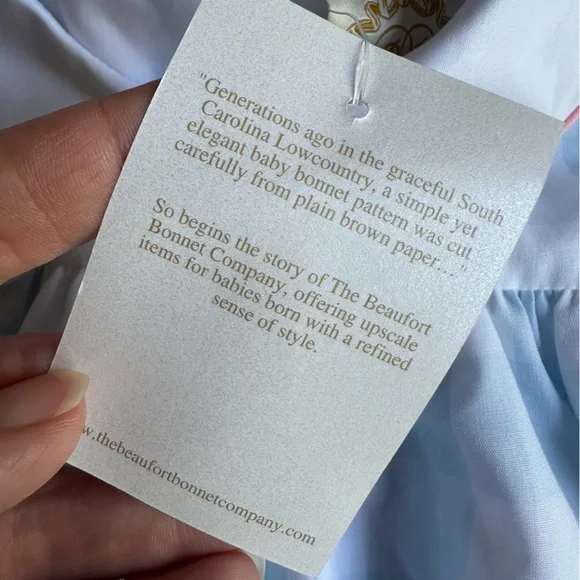 "Generations ago in the graceful South
Carolina Lowcountry, a simple yet
elegant baby bonnet pattern was cut
carefully from plain brown paper..."
So begins the story of The Beaufort
Bonnet Company, offering upscale
items for babies born with a refined
sense of style.
w.thebeaufortbonnetcompany.com